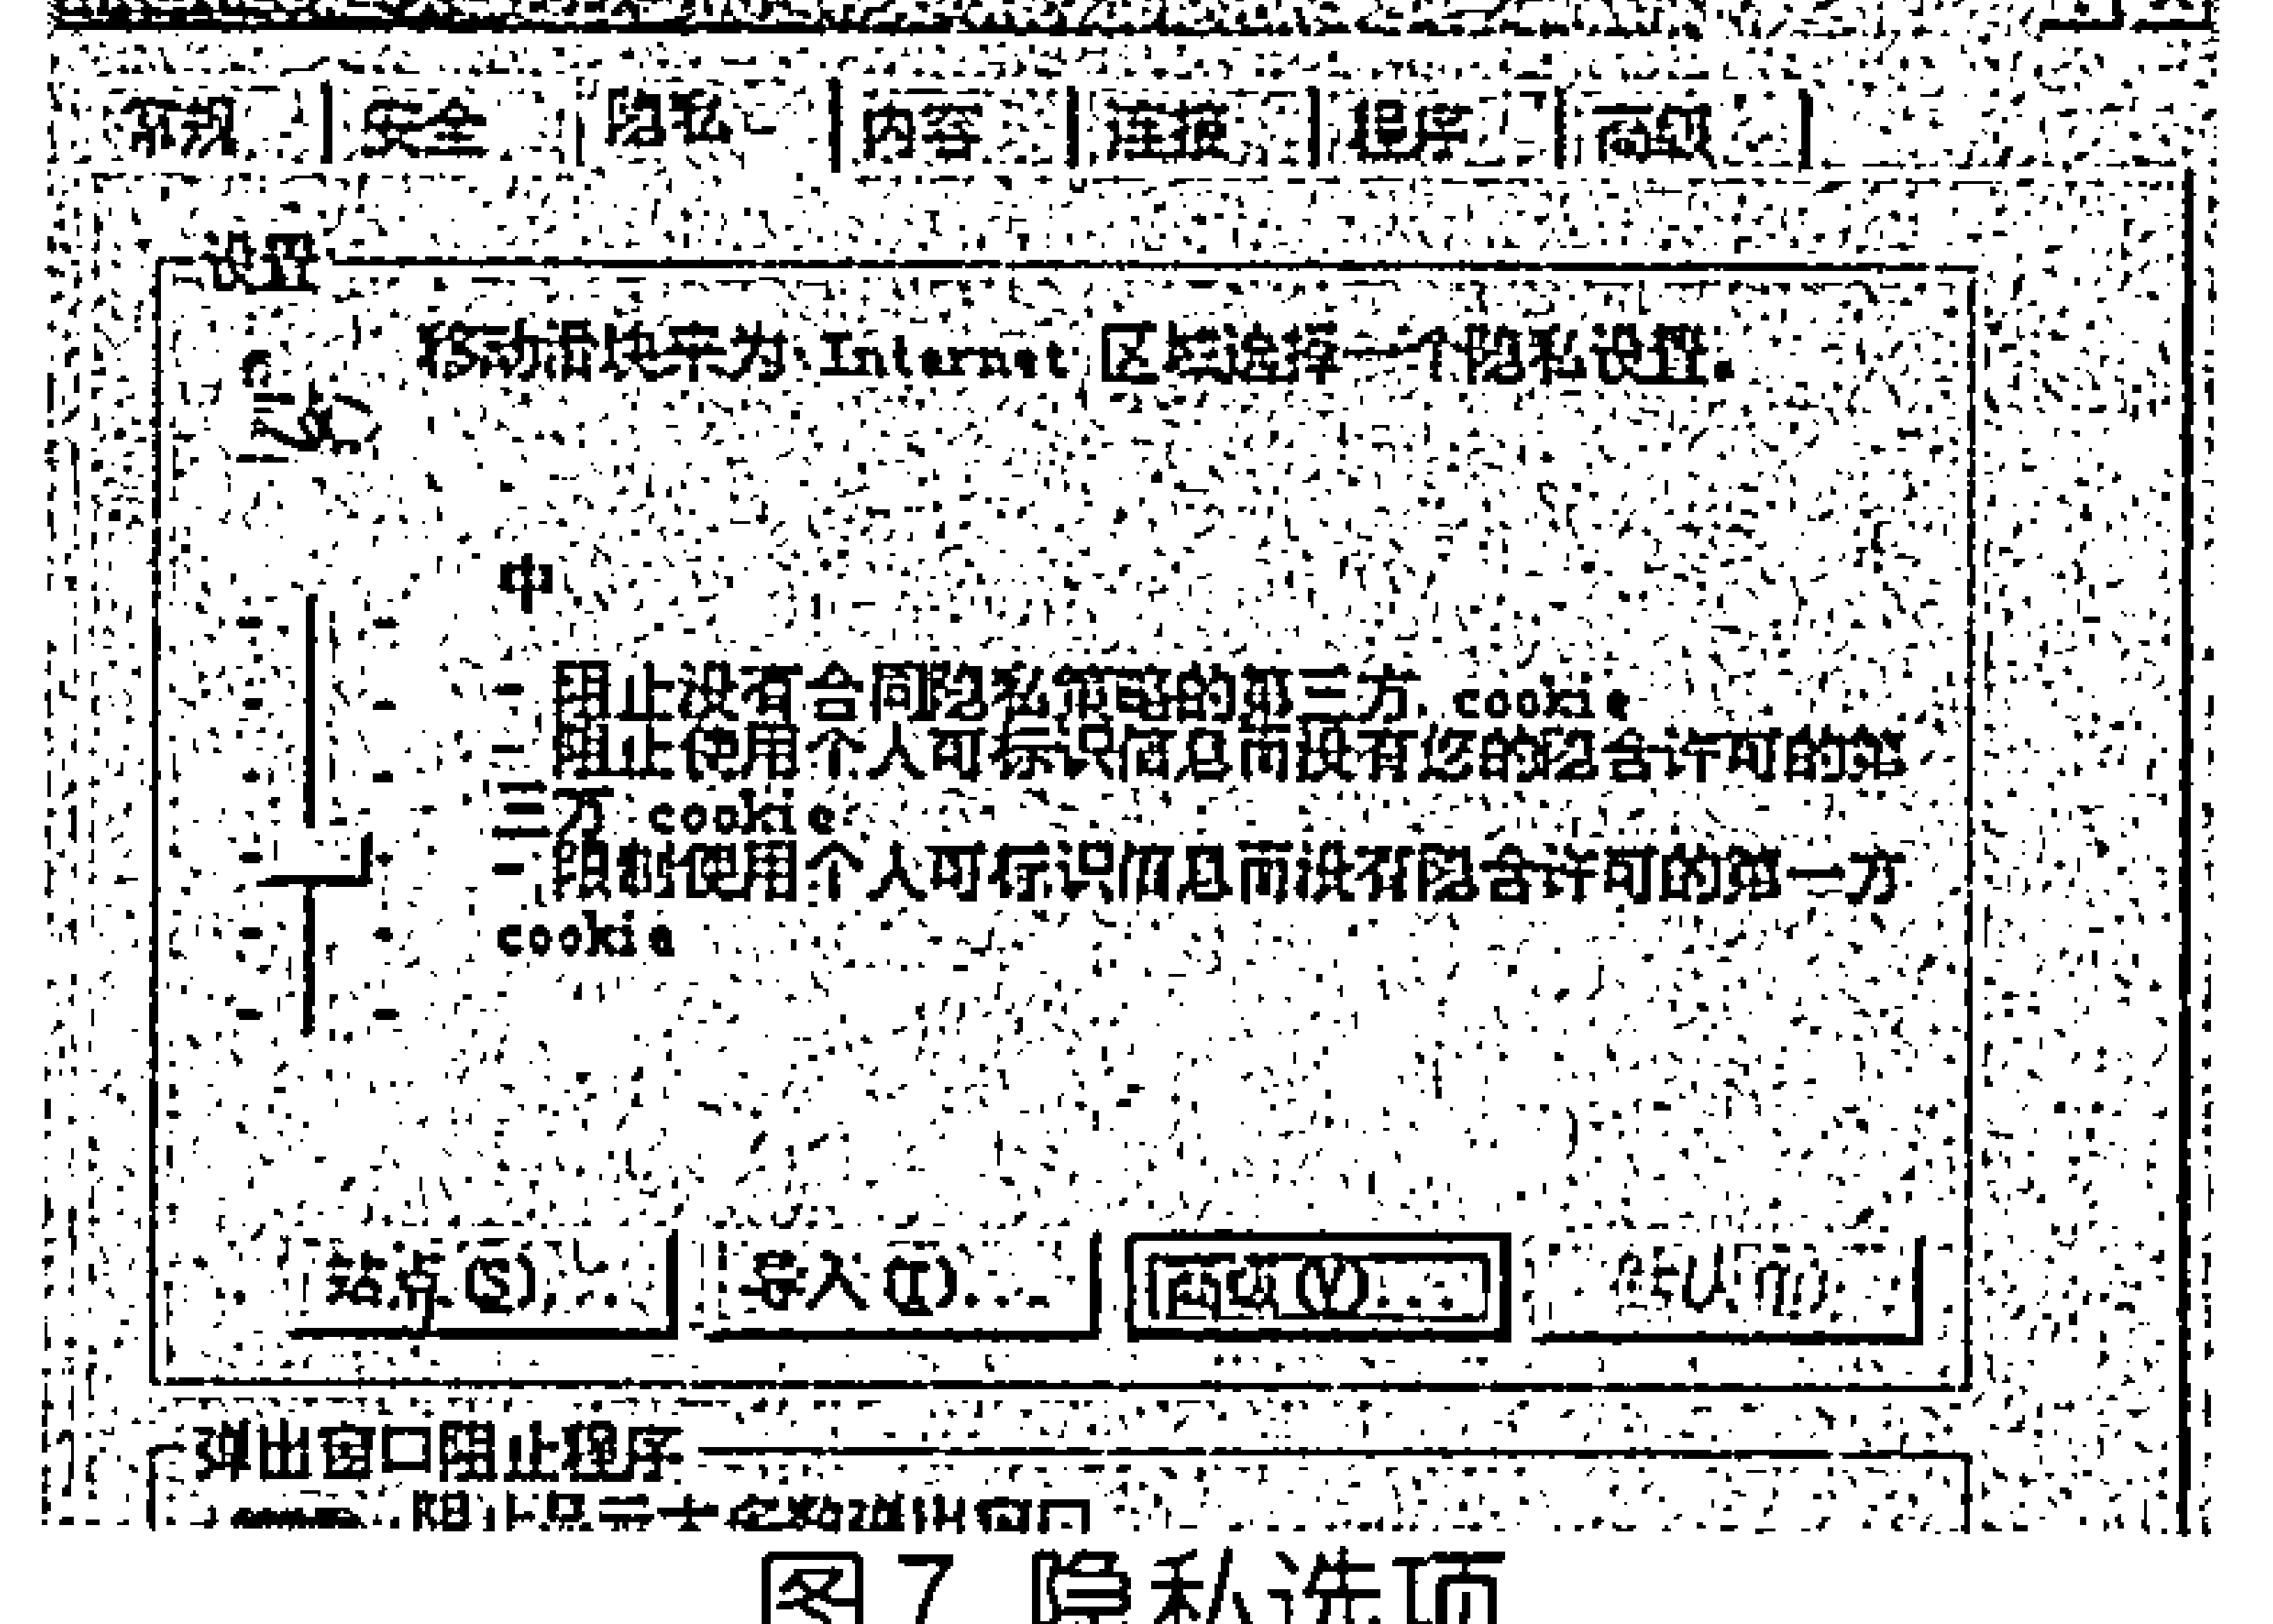 常规 安全 隐私 内容 连接 程序 高级
设置
移动滑块来为 Internet 区域选择一个隐私设置。
中
- 阻止没有合同隐私策略的第三方 cookie
- 阻止使用个人可标识信息而没有您的隐含许可的第
三方 cookie
- 限制使用个人可标识信息而没有隐含许可的第一方
cookie
站点(S) 导入(I)... 高级(V)... 默认(D)
弹出窗口阻止程序
图7 隐私选项